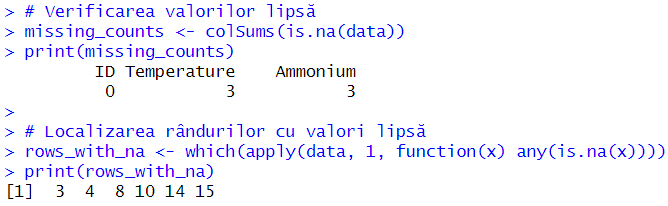 > # Verificarea valorilor lipsă
> missing_counts <- colSums(is.na(data))
> print(missing_counts)
ID Temperature Ammonium
0 3 3
>
> # Localizarea rândurilor cu valori lipsă
> rows_with_na <- which(apply(data, 1, function(x) any(is.na(x))))
> print(rows_with_na)
[1] 3 4 8 10 14 15